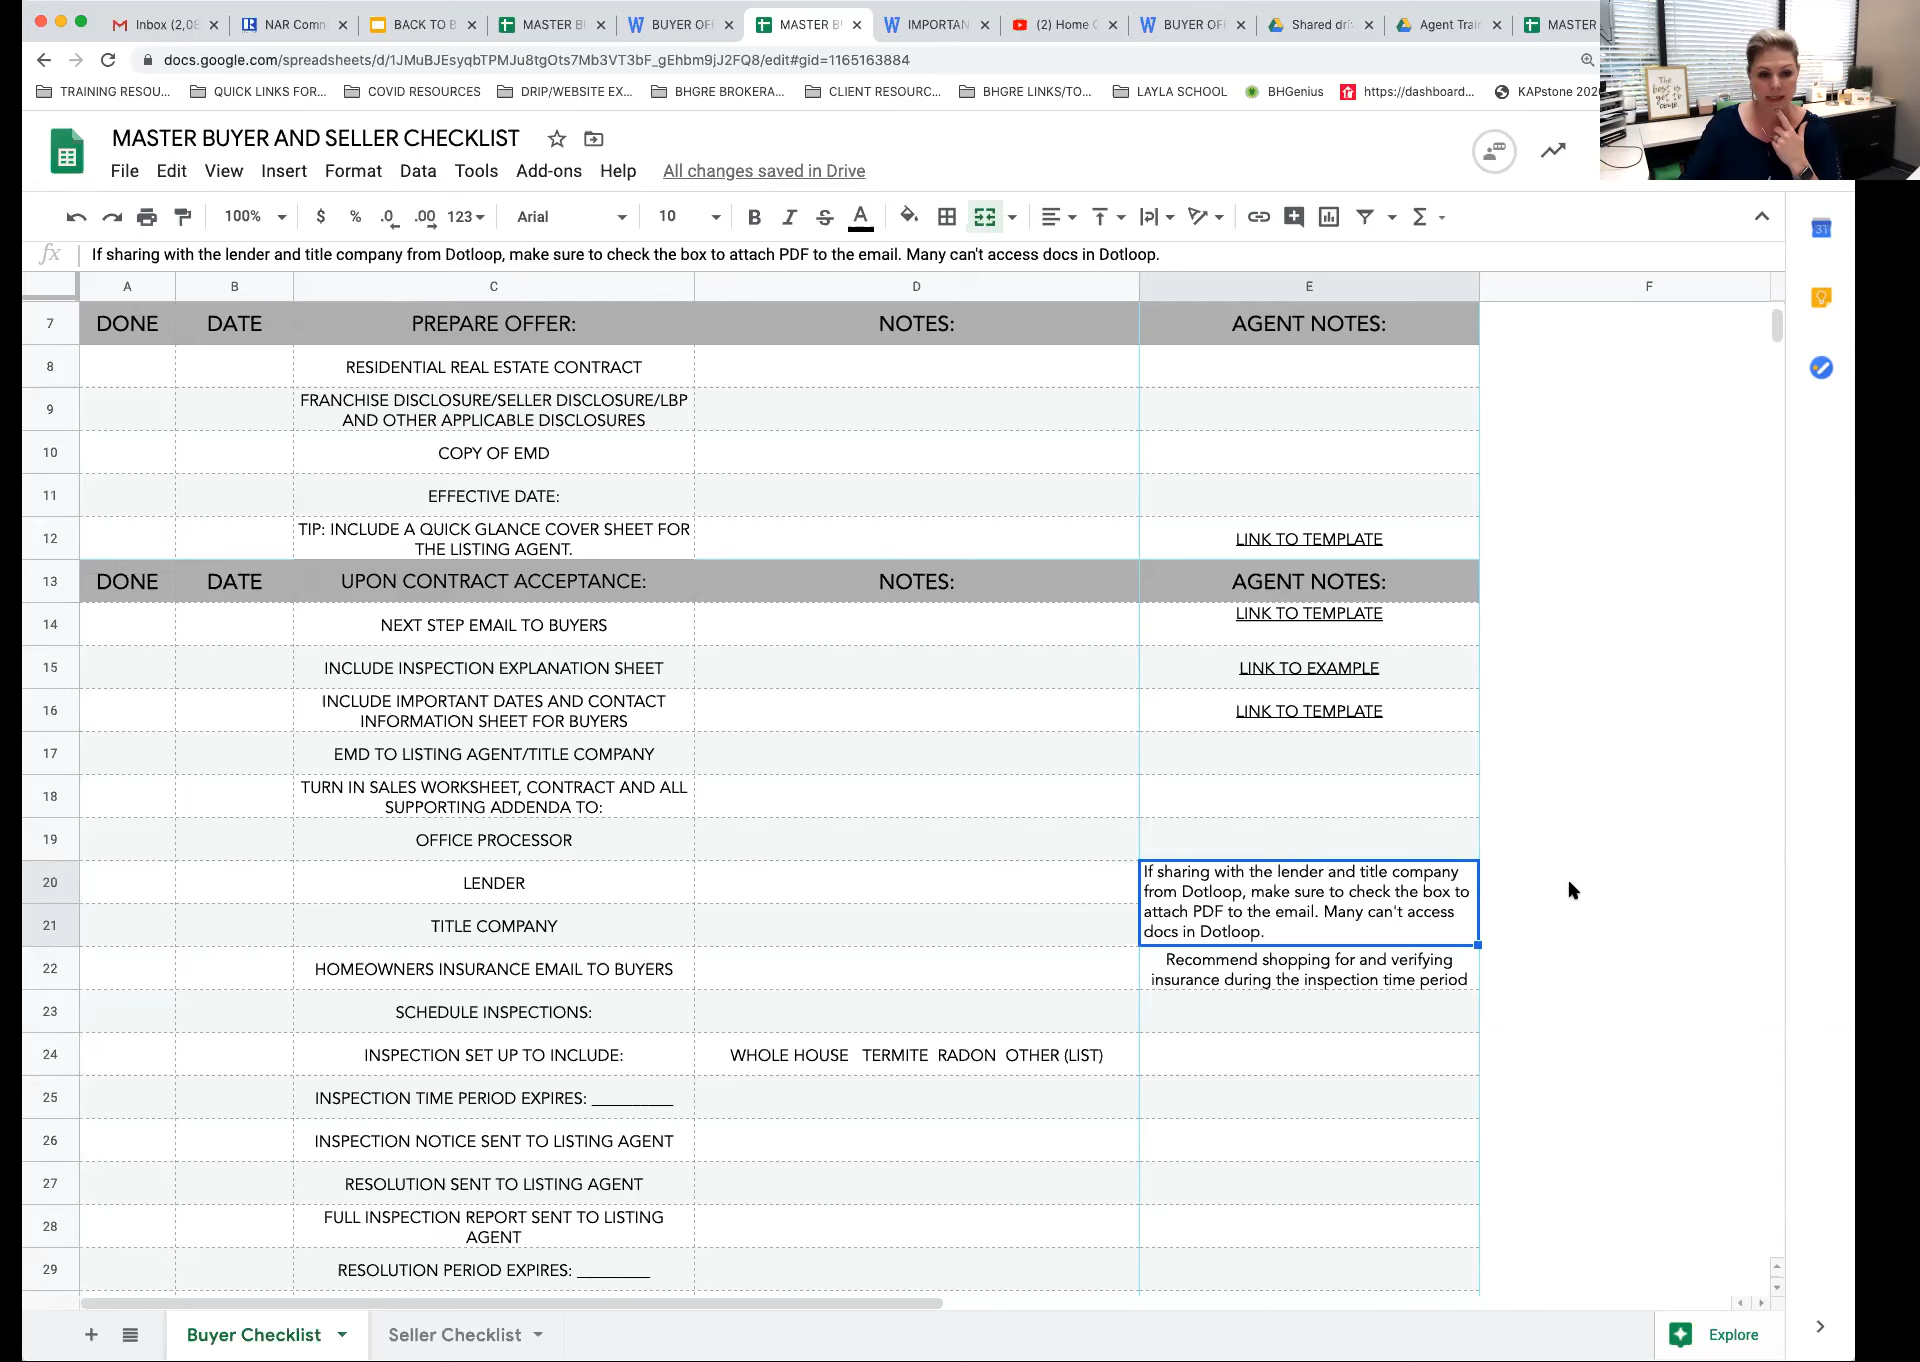 Inbox (2,08
NAR Comm
BACK TO B
MASTER B
BUYER OF
MASTER B
IMPORTAN
(2) Home
BUYER OF
Shared dri
Agent Trai
MASTER
docs.google.com/spreadsheets/d/1JMuBJEsyqbTPMJu8tgOts7Mb3VT3bF_gEhbm9jJ2FQ8/edit#gid=1165163884
TRAINING RESOU...
QUICK LINKS FOR...
COVID RESOURCES
DRIP/WEBSITE EX...
BHGRE BROKERA...
CLIENT RESOURC...
BHGRE LINKS/TO...
LAYLA SCHOOL
BHGenius
https://dashboard...
KAPstone 202
The
best is
yet to
come.
MASTER BUYER AND SELLER CHECKLIST
File Edit View Insert Format Data Tools Add-ons Help All changes saved in Drive
100% $ % .0 .00 123 Arial 10 B I S A
31
fx If sharing with the lender and title company from Dotloop, make sure to check the box to attach PDF to the email. Many can't access docs in Dotloop.
A B C D E F
7 DONE DATE PREPARE OFFER: NOTES: AGENT NOTES:
8 RESIDENTIAL REAL ESTATE CONTRACT
9 FRANCHISE DISCLOSURE/SELLER DISCLOSURE/LBP
AND OTHER APPLICABLE DISCLOSURES
10 COPY OF EMD
11 EFFECTIVE DATE:
12 TIP: INCLUDE A QUICK GLANCE COVER SHEET FOR
THE LISTING AGENT.
LINK TO TEMPLATE
13 DONE DATE UPON CONTRACT ACCEPTANCE: NOTES: AGENT NOTES:
14 NEXT STEP EMAIL TO BUYERS LINK TO TEMPLATE
15 INCLUDE INSPECTION EXPLANATION SHEET LINK TO EXAMPLE
16 INCLUDE IMPORTANT DATES AND CONTACT
INFORMATION SHEET FOR BUYERS
LINK TO TEMPLATE
17 EMD TO LISTING AGENT/TITLE COMPANY
18 TURN IN SALES WORKSHEET, CONTRACT AND ALL
SUPPORTING ADDENDA TO:
19 OFFICE PROCESSOR
20 LENDER
If sharing with the lender and title company
from Dotloop, make sure to check the box to
attach PDF to the email. Many can't access
docs in Dotloop.
21 TITLE COMPANY
22 HOMEOWNERS INSURANCE EMAIL TO BUYERS
Recommend shopping for and verifying
insurance during the inspection time period
23 SCHEDULE INSPECTIONS:
24 INSPECTION SET UP TO INCLUDE: WHOLE HOUSE TERMITE RADON OTHER (LIST)
25 INSPECTION TIME PERIOD EXPIRES: _________
26 INSPECTION NOTICE SENT TO LISTING AGENT
27 RESOLUTION SENT TO LISTING AGENT
28 FULL INSPECTION REPORT SENT TO LISTING
AGENT
29 RESOLUTION PERIOD EXPIRES: ________
Buyer Checklist Seller Checklist Explore